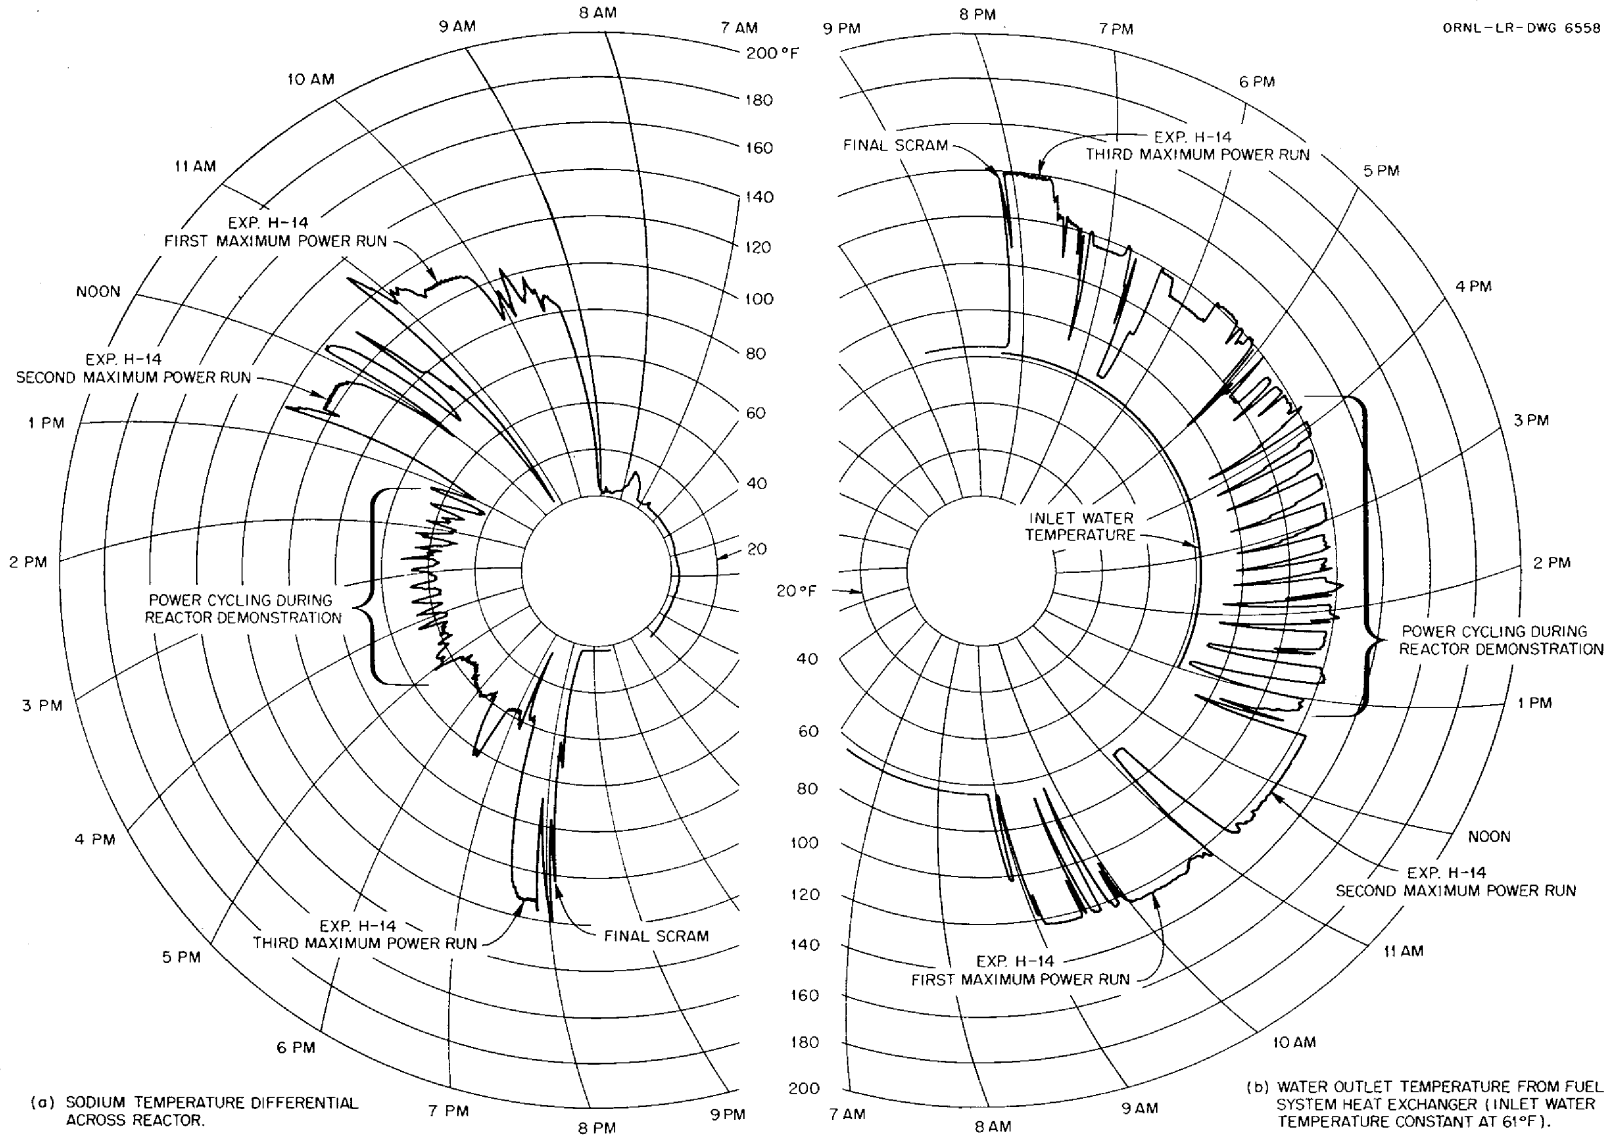 ORNL-LR-DWG 6558
9 AM
8 AM
7 AM
10 AM
11 AM
NOON
1 PM
2 PM
3 PM
4 PM
5 PM
6 PM
7 PM
8 PM
9 PM
200 °F
180
160
140
120
100
80
60
40
20
EXP. H-14
FIRST MAXIMUM POWER RUN
EXP. H-14
SECOND MAXIMUM POWER RUN
POWER CYCLING DURING
REACTOR DEMONSTRATION
EXP. H-14
THIRD MAXIMUM POWER RUN
FINAL SCRAM
(a) SODIUM TEMPERATURE DIFFERENTIAL
ACROSS REACTOR.
9 PM
8 PM
7 PM
6 PM
5 PM
4 PM
3 PM
2 PM
1 PM
NOON
11 AM
10 AM
9 AM
8 AM
7 AM
20 °F
40
60
80
100
120
140
160
180
200
FINAL SCRAM
EXP. H-14
THIRD MAXIMUM POWER RUN
INLET WATER
TEMPERATURE
POWER CYCLING DURING
REACTOR DEMONSTRATION
EXP. H-14
SECOND MAXIMUM POWER RUN
EXP. H-14
FIRST MAXIMUM POWER RUN
(b) WATER OUTLET TEMPERATURE FROM FUEL
SYSTEM HEAT EXCHANGER (INLET WATER
TEMPERATURE CONSTANT AT 61°F).